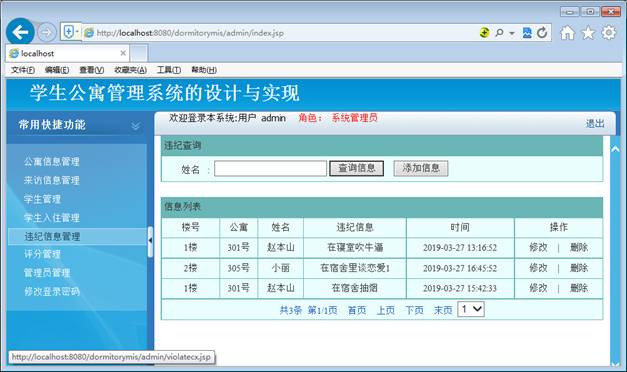 http://localhost:8080/dormitorymis/admin/index.jsp
localhost
文件(F) 编辑(E) 查看(V) 收藏夹(A) 工具(T) 帮助(H)
学生公寓管理系统的设计与实现
常用快捷功能
欢迎登录本系统:用户 admin 角色: 系统管理员
退出
公寓信息管理
来访信息管理
学生管理
学生入住管理
违纪信息管理
评分管理
管理员管理
修改登录密码
违纪查询
姓名 : 查询信息 添加信息
信息列表
楼号 公寓 姓名 违纪信息 时间 操作
1楼 301号 赵本山 在寝室吹牛逼 2019-03-27 13:16:52 修改 | 删除
2楼 305号 小丽 在宿舍里谈恋爱1 2019-03-27 16:45:52 修改 | 删除
1楼 301号 赵本山 在宿舍抽烟 2019-03-27 15:42:33 修改 | 删除
共3条 第1/1页 首页 上页 下页 末页 1
http://localhost:8080/dormitorymis/admin/violatecx.jsp